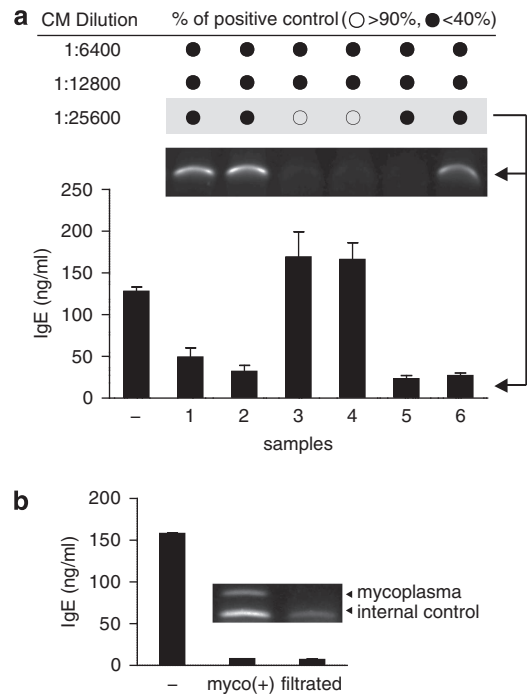 a
CM Dilution % of positive control (○>90%, ●<40%)
1:6400
1:12800
1:25600
250
200
150
100
50
0
IgE (ng/ml)
– 1 2 3 4 5 6
samples
b
200
150
100
50
0
IgE (ng/ml)
mycoplasma
internal control
– myco(+) filtrated